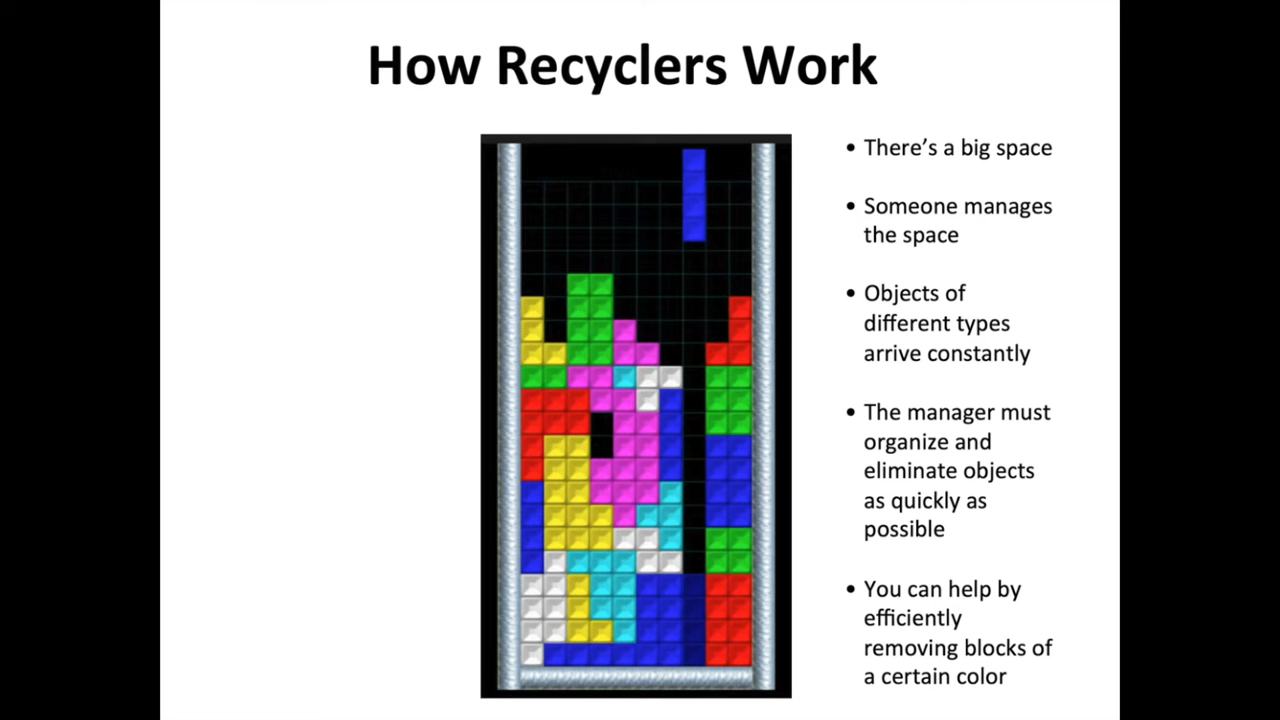 How Recyclers Work
• There’s a big space
• Someone manages
the space
• Objects of
different types
arrive constantly
• The manager must
organize and
eliminate objects
as quickly as
possible
• You can help by
efficiently
removing blocks of
a certain color